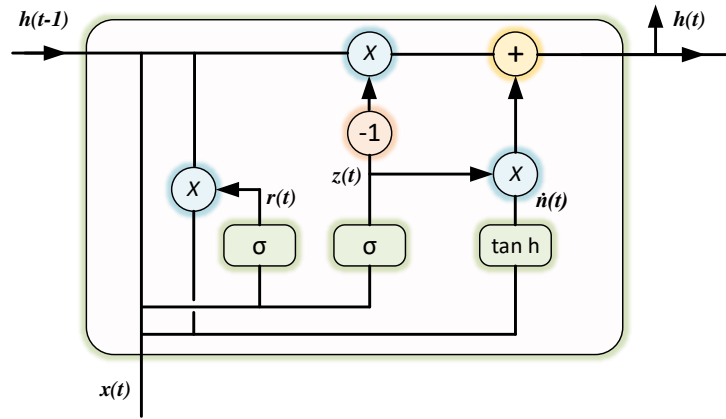 h(t-1)
h(t)
X
+
-1
z(t)
X
r(t)
X
ṅ(t)
σ
σ
tan h
x(t)